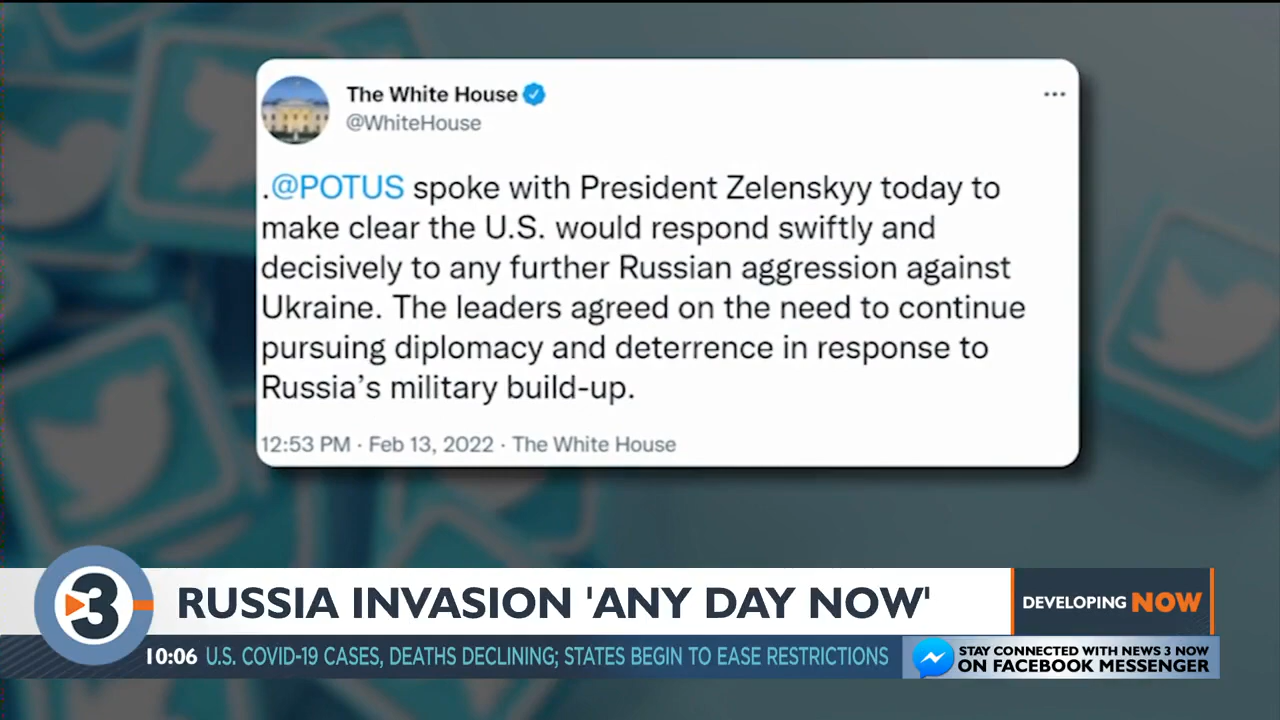 The White House
@WhiteHouse
.@POTUS spoke with President Zelenskyy today to
make clear the U.S. would respond swiftly and
decisively to any further Russian aggression against
Ukraine. The leaders agreed on the need to continue
pursuing diplomacy and deterrence in response to
Russia’s military build-up.
12:53 PM · Feb 13, 2022 · The White House
3
RUSSIA INVASION 'ANY DAY NOW'
DEVELOPING NOW
10:06 U.S. COVID-19 CASES, DEATHS DECLINING; STATES BEGIN TO EASE RESTRICTIONS
STAY CONNECTED WITH NEWS 3 NOW
ON FACEBOOK MESSENGER